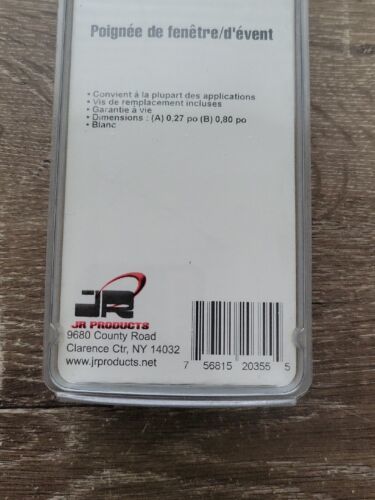 Poignée de fenêtre/d'évent
• Convient à la plupart des applications
• Vis de remplacement incluses
• Garantie à vie
• Dimensions : (A) 0,27 po (B) 0,80 po
• Blanc
JR
JR PRODUCTS
9680 County Road
Clarence Ctr, NY 14032
www.jrproducts.net
7 56815 20355 5